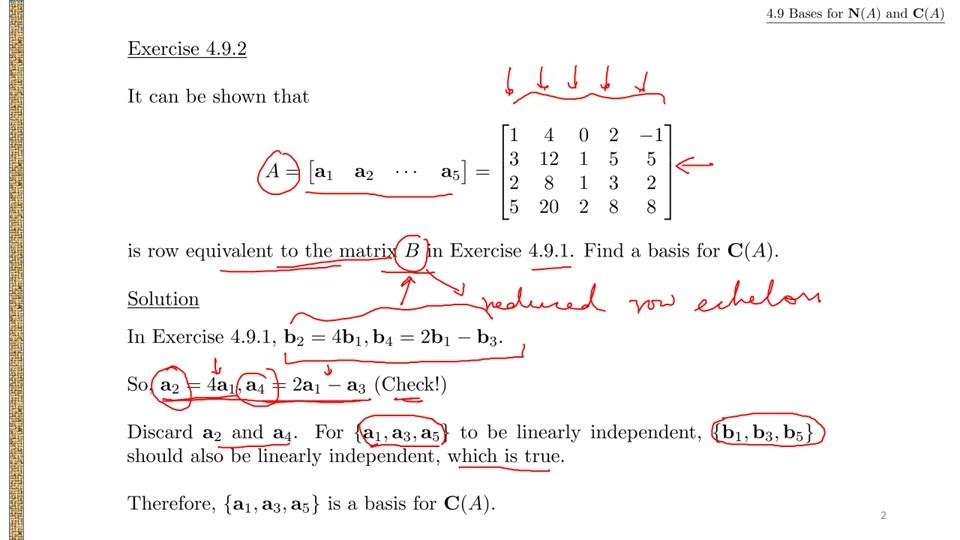 4.9 Bases for N(A) and C(A)
Exercise 4.9.2
It can be shown that
A = [a₁ a₂ ⋯ a₅] = [1 4 0 2 −1
3 12 1 5 5
2 8 1 3 2
5 20 2 8 8]
is row equivalent to the matrix B in Exercise 4.9.1. Find a basis for C(A).
Solution
reduced row echelon
In Exercise 4.9.1, b₂ = 4b₁, b₄ = 2b₁ − b₃.
So, a₂ = 4a₁, a₄ = 2a₁ − a₃ (Check!)
Discard a₂ and a₄. For {a₁, a₃, a₅} to be linearly independent, {b₁, b₃, b₅}
should also be linearly independent, which is true.
Therefore, {a₁, a₃, a₅} is a basis for C(A).
2